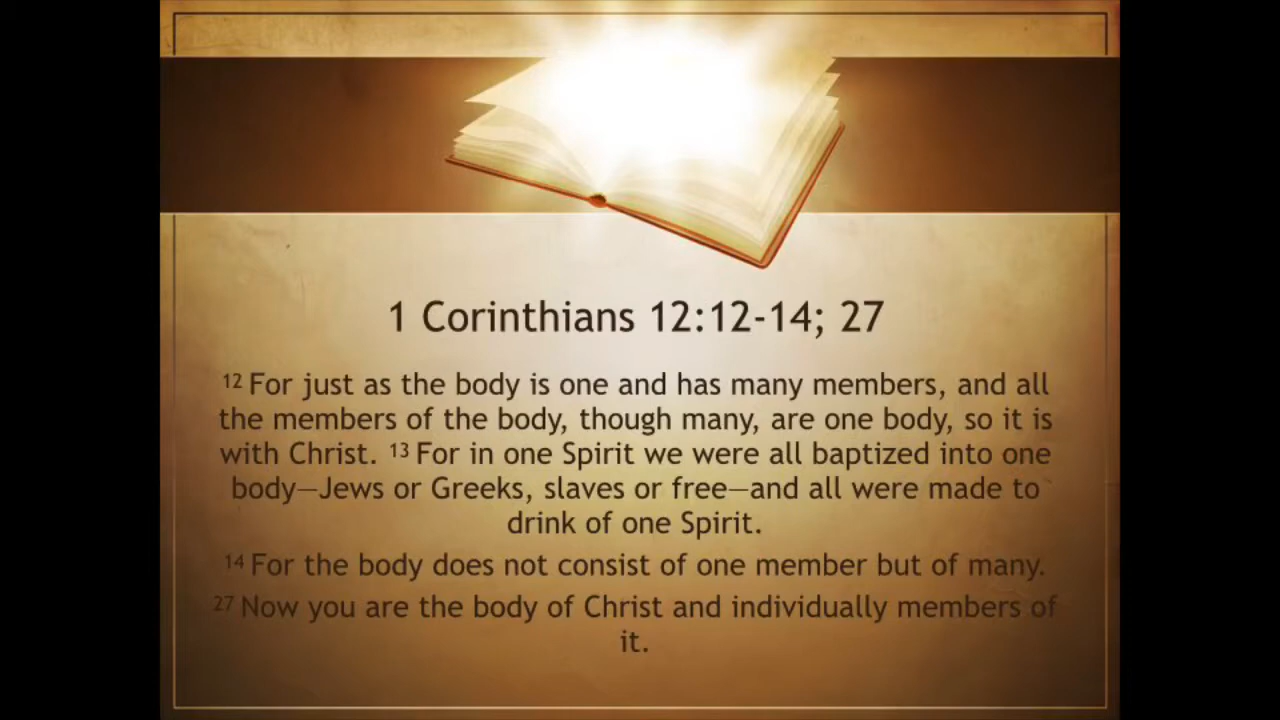 1 Corinthians 12:12-14; 27
12 For just as the body is one and has many members, and all
the members of the body, though many, are one body, so it is
with Christ. 13 For in one Spirit we were all baptized into one
body—Jews or Greeks, slaves or free—and all were made to
drink of one Spirit.
14 For the body does not consist of one member but of many.
27 Now you are the body of Christ and individually members of
it.